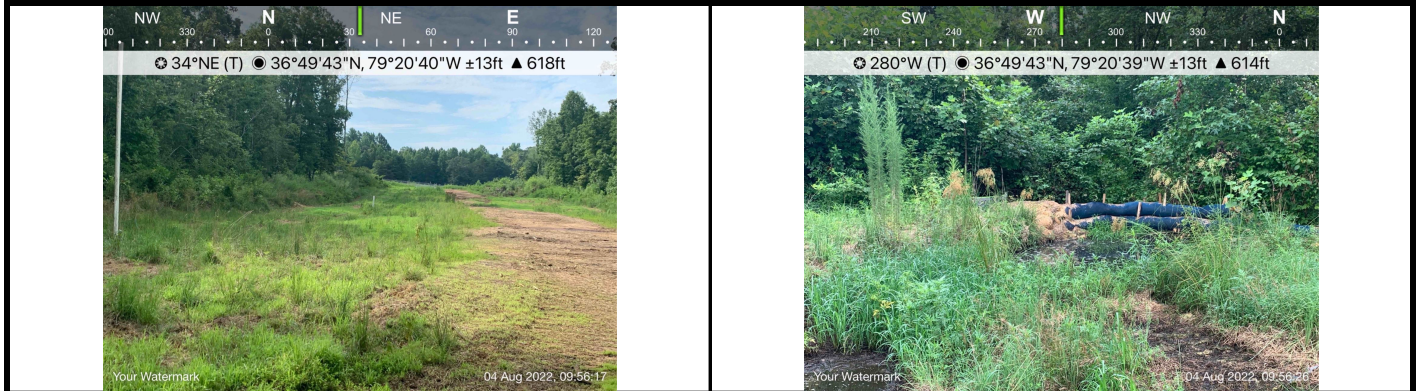 NW N NE E
00 330 0 30 60 90 120
34°NE (T) 36°49'43"N, 79°20'40"W ±13ft ▲ 618ft
Your Watermark 04 Aug 2022, 09:56:17
SW W NW N
210 240 270 300 330 0
280°W (T) 36°49'43"N, 79°20'39"W ±13ft ▲ 614ft
Your Watermark 04 Aug 2022, 09:56:26